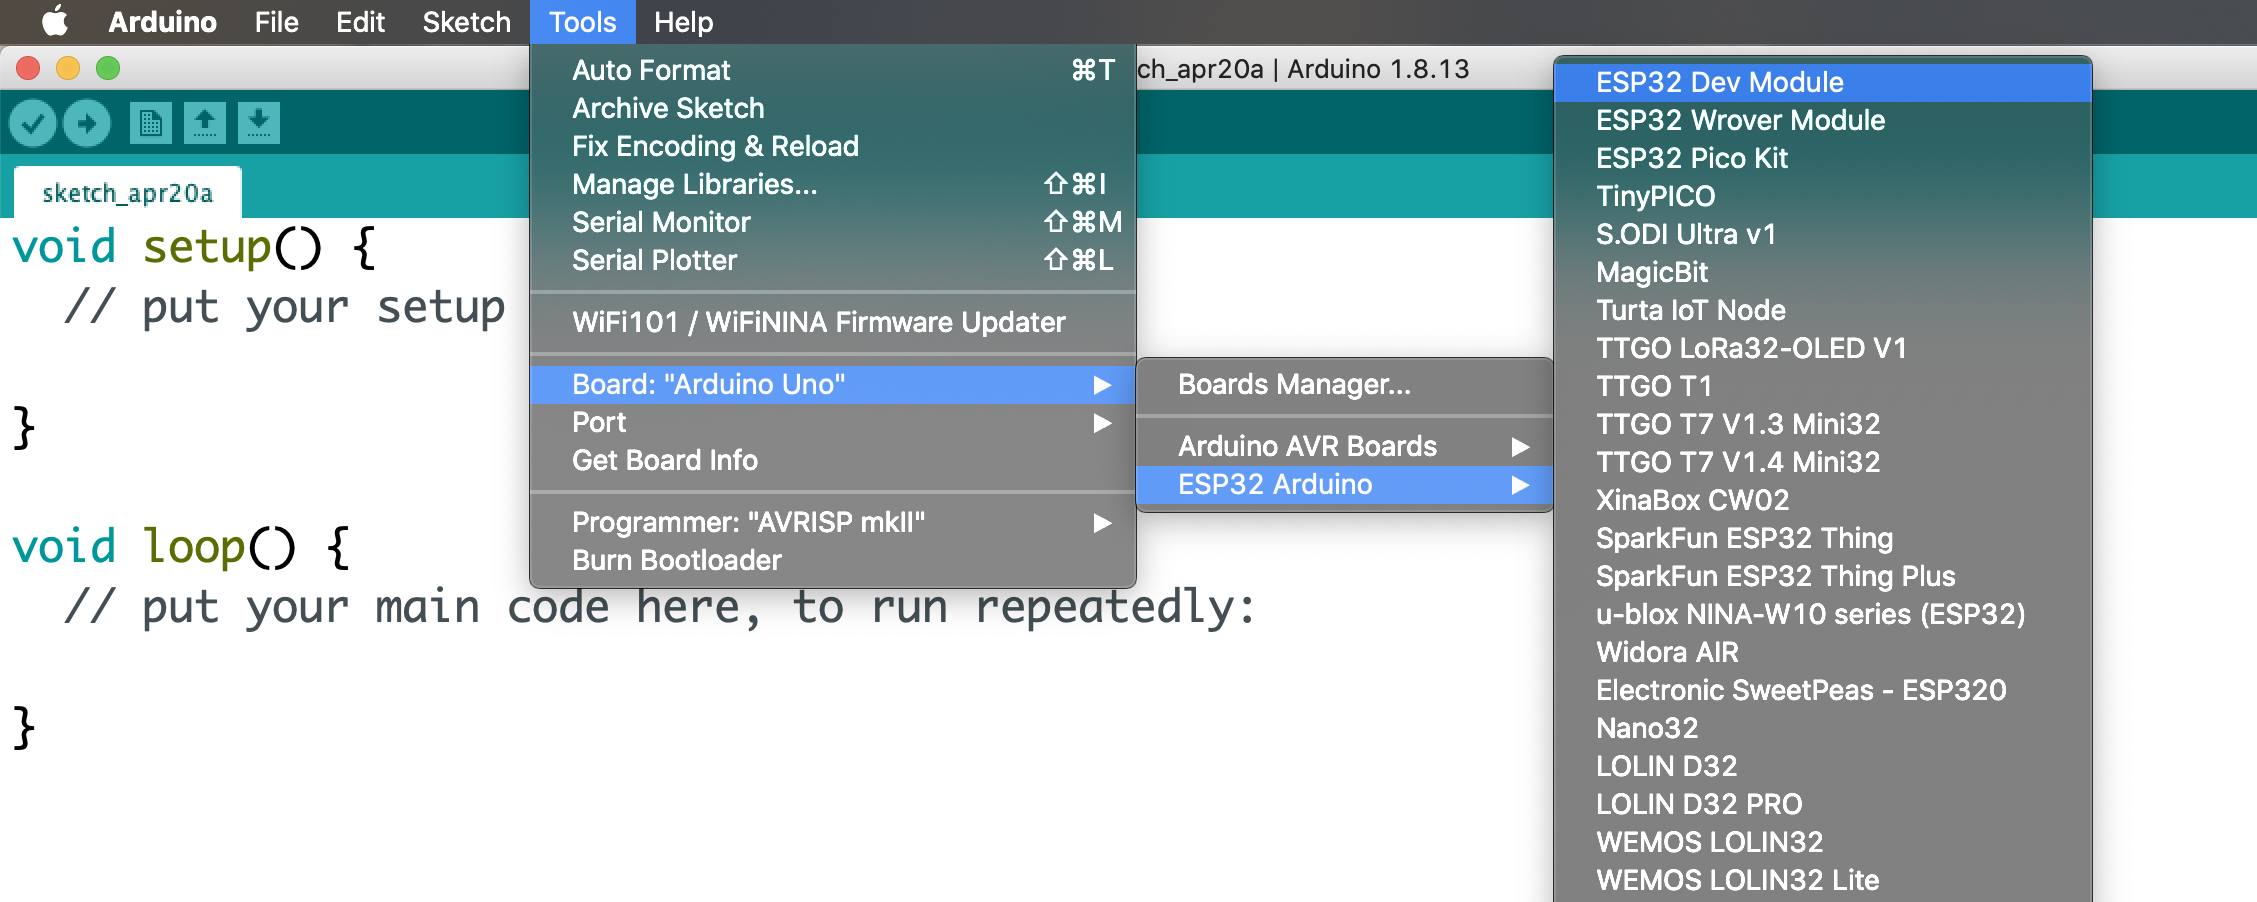 Arduino File Edit Sketch Tools Help
ch_apr20a | Arduino 1.8.13
sketch_apr20a
void setup() {
// put your setup
}
void loop() {
// put your main code here, to run repeatedly:
}
Auto Format ⌘T
Archive Sketch
Fix Encoding & Reload
Manage Libraries... ⇧⌘I
Serial Monitor ⇧⌘M
Serial Plotter ⇧⌘L
WiFi101 / WiFiNINA Firmware Updater
Board: "Arduino Uno"
Port
Get Board Info
Programmer: "AVRISP mkII"
Burn Bootloader
Boards Manager...
Arduino AVR Boards
ESP32 Arduino
ESP32 Dev Module
ESP32 Wrover Module
ESP32 Pico Kit
TinyPICO
S.ODI Ultra v1
MagicBit
Turta IoT Node
TTGO LoRa32-OLED V1
TTGO T1
TTGO T7 V1.3 Mini32
TTGO T7 V1.4 Mini32
XinaBox CW02
SparkFun ESP32 Thing
SparkFun ESP32 Thing Plus
u-blox NINA-W10 series (ESP32)
Widora AIR
Electronic SweetPeas - ESP320
Nano32
LOLIN D32
LOLIN D32 PRO
WEMOS LOLIN32
WEMOS LOLIN32 Lite